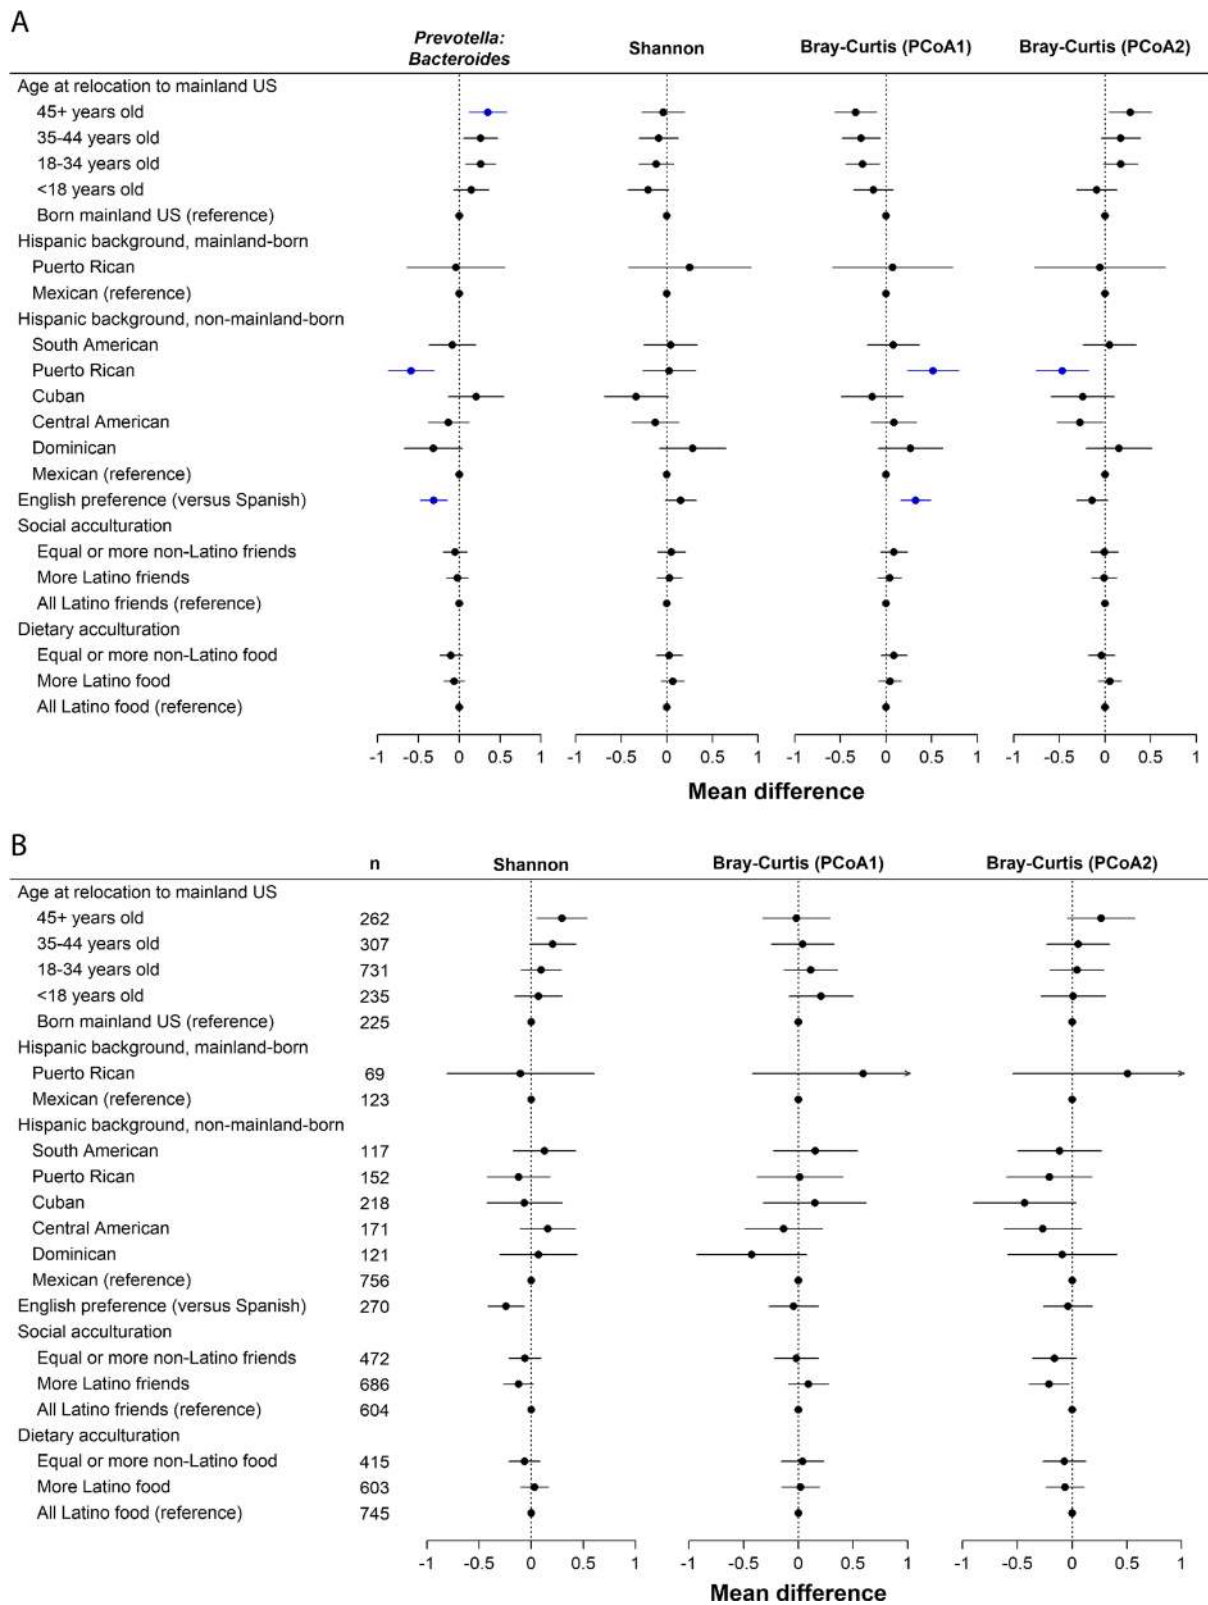 A
Prevotella: Bacteroides Shannon Bray-Curtis (PCoA1) Bray-Curtis (PCoA2)
Age at relocation to mainland US
45+ years old
35-44 years old
18-34 years old
<18 years old
Born mainland US (reference)
Hispanic background, mainland-born
Puerto Rican
Mexican (reference)
Hispanic background, non-mainland-born
South American
Puerto Rican
Cuban
Central American
Dominican
Mexican (reference)
English preference (versus Spanish)
Social acculturation
Equal or more non-Latino friends
More Latino friends
All Latino friends (reference)
Dietary acculturation
Equal or more non-Latino food
More Latino food
All Latino food (reference)
-1 -0.5 0 0.5 1 -1 -0.5 0 0.5 1 -1 -0.5 0 0.5 1 -1 -0.5 0 0.5 1
Mean difference
B
n Shannon Bray-Curtis (PCoA1) Bray-Curtis (PCoA2)
Age at relocation to mainland US
45+ years old 262
35-44 years old 307
18-34 years old 731
<18 years old 235
Born mainland US (reference) 225
Hispanic background, mainland-born
Puerto Rican 69
Mexican (reference) 123
Hispanic background, non-mainland-born
South American 117
Puerto Rican 152
Cuban 218
Central American 171
Dominican 121
Mexican (reference) 756
English preference (versus Spanish) 270
Social acculturation
Equal or more non-Latino friends 472
More Latino friends 686
All Latino friends (reference) 604
Dietary acculturation
Equal or more non-Latino food 415
More Latino food 603
All Latino food (reference) 745
-1 -0.5 0 0.5 1 -1 -0.5 0 0.5 1 -1 -0.5 0 0.5 1
Mean difference